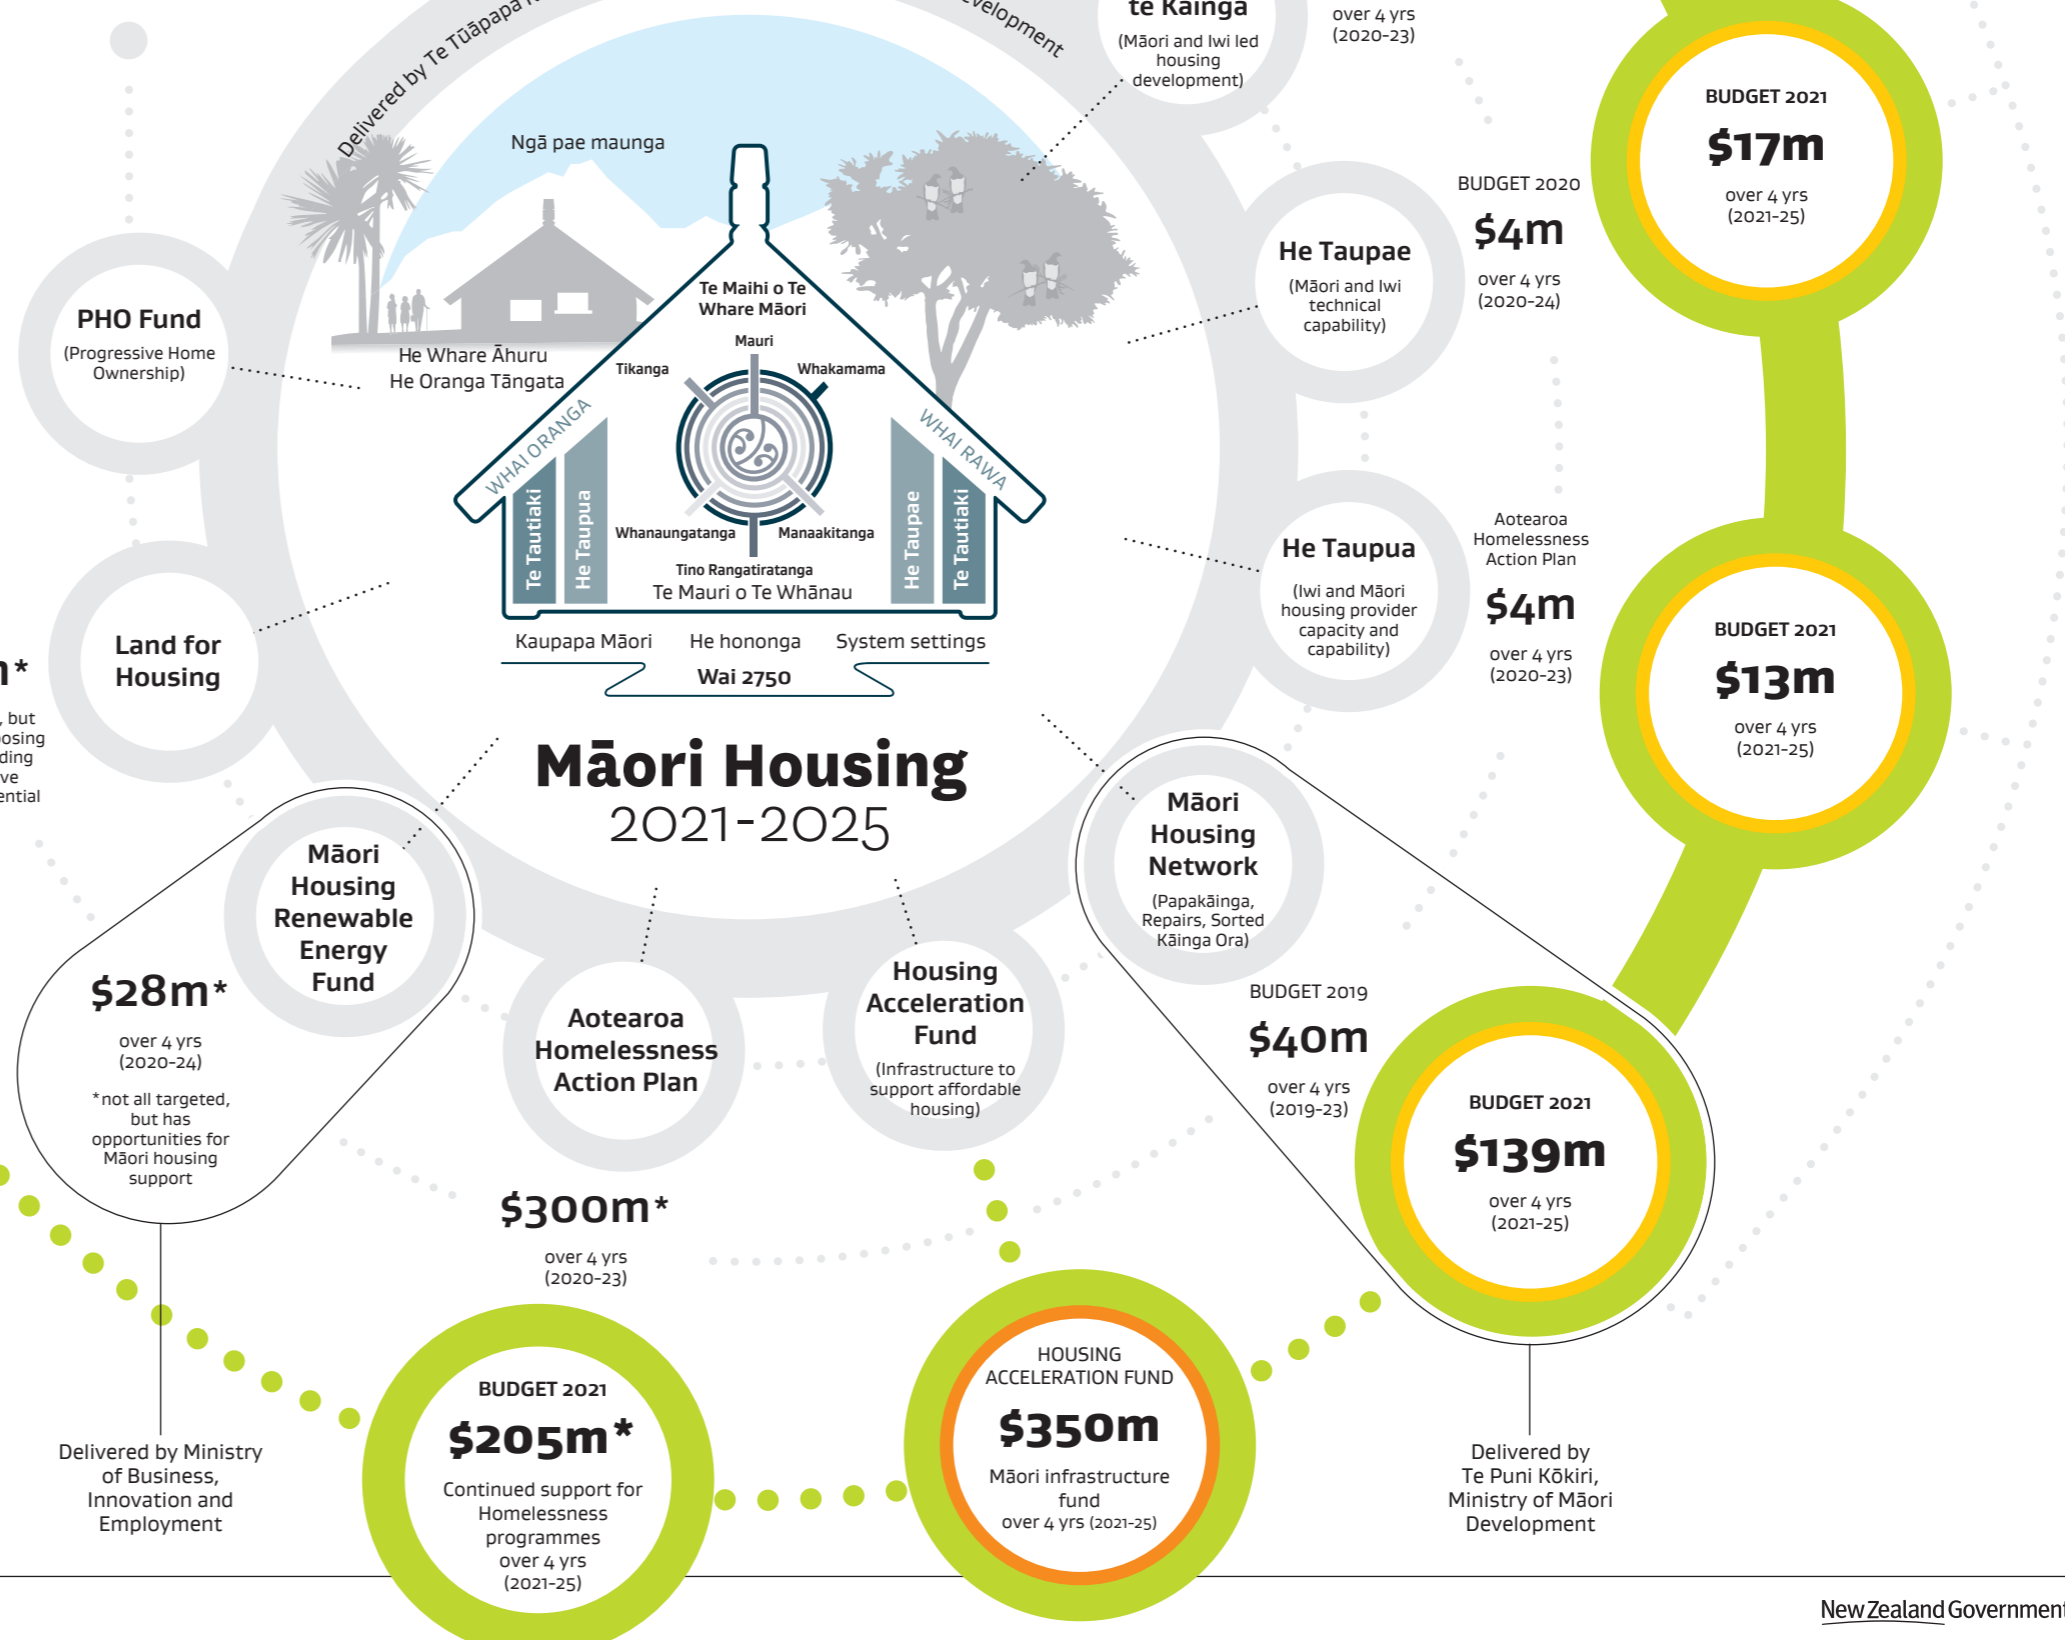 Delivered by Te Tūāpapa
velopment
te Kāinga
(Māori and Iwi led
housing
development)
over 4 yrs
(2020-23)
BUDGET 2021
$17m
over 4 yrs
(2021-25)
Ngā pae maunga
BUDGET 2020
$4m
over 4 yrs
(2020-24)
He Taupae
(Māori and Iwi
technical
capability)
PHO Fund
(Progressive Home
Ownership)
He Whare Āhuru
He Oranga Tāngata
Te Maihi o Te
Whare Māori
Mauri
Tikanga
Whakamama
WHAI ORANGA
WHAI RAWA
Te Tautiaki
He Taupua
He Taupae
Te Tautiaki
Whanaungatanga
Manaakitanga
Tino Rangatiratanga
Te Mauri o Te Whānau
Kaupapa Māori
He hononga
System settings
Wai 2750
He Taupua
(Iwi and Māori
housing provider
capacity and
capability)
Aotearoa
Homelessness
Action Plan
$4m
over 4 yrs
(2020-23)
BUDGET 2021
$13m
over 4 yrs
(2021-25)
Land for
Housing
*
, but
osing
ding
ve
ential
Māori Housing
2021-2025
Māori
Housing
Renewable
Energy
Fund
$28m*
over 4 yrs
(2020-24)
*not all targeted,
but has
opportunities for
Māori housing
support
Delivered by Ministry
of Business,
Innovation and
Employment
Aotearoa
Homelessness
Action Plan
$300m*
over 4 yrs
(2020-23)
BUDGET 2021
$205m*
Continued support for
Homelessness
programmes
over 4 yrs
(2021-25)
Housing
Acceleration
Fund
(Infrastructure to
support affordable
housing)
HOUSING
ACCELERATION FUND
$350m
Māori infrastructure
fund
over 4 yrs (2021-25)
Māori
Housing
Network
(Papakāinga,
Repairs, Sorted
Kāinga Ora)
BUDGET 2019
$40m
over 4 yrs
(2019-23)
BUDGET 2021
$139m
over 4 yrs
(2021-25)
Delivered by
Te Puni Kōkiri,
Ministry of Māori
Development
New Zealand Government